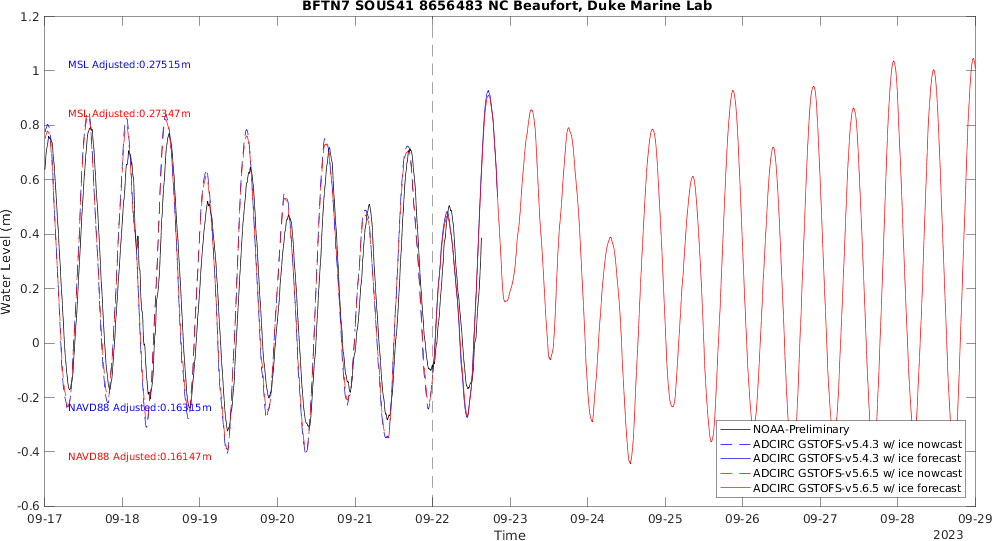 BFTN7 SOUS41 8656483 NC Beaufort, Duke Marine Lab
1.2
1
0.8
0.6
0.4
0.2
0
-0.2
-0.4
-0.6
Water Level (m)
MSL Adjusted:0.27515m
MSL Adjusted:0.27347m
NAVD88 Adjusted:0.16315m
NAVD88 Adjusted:0.16147m
NOAA-Preliminary
ADCIRC GSTOFS-v5.4.3 w/ ice nowcast
ADCIRC GSTOFS-v5.4.3 w/ ice forecast
ADCIRC GSTOFS-v5.6.5 w/ ice nowcast
ADCIRC GSTOFS-v5.6.5 w/ ice forecast
09-17 09-18 09-19 09-20 09-21 09-22 09-23 09-24 09-25 09-26 09-27 09-28 09-29
Time
2023